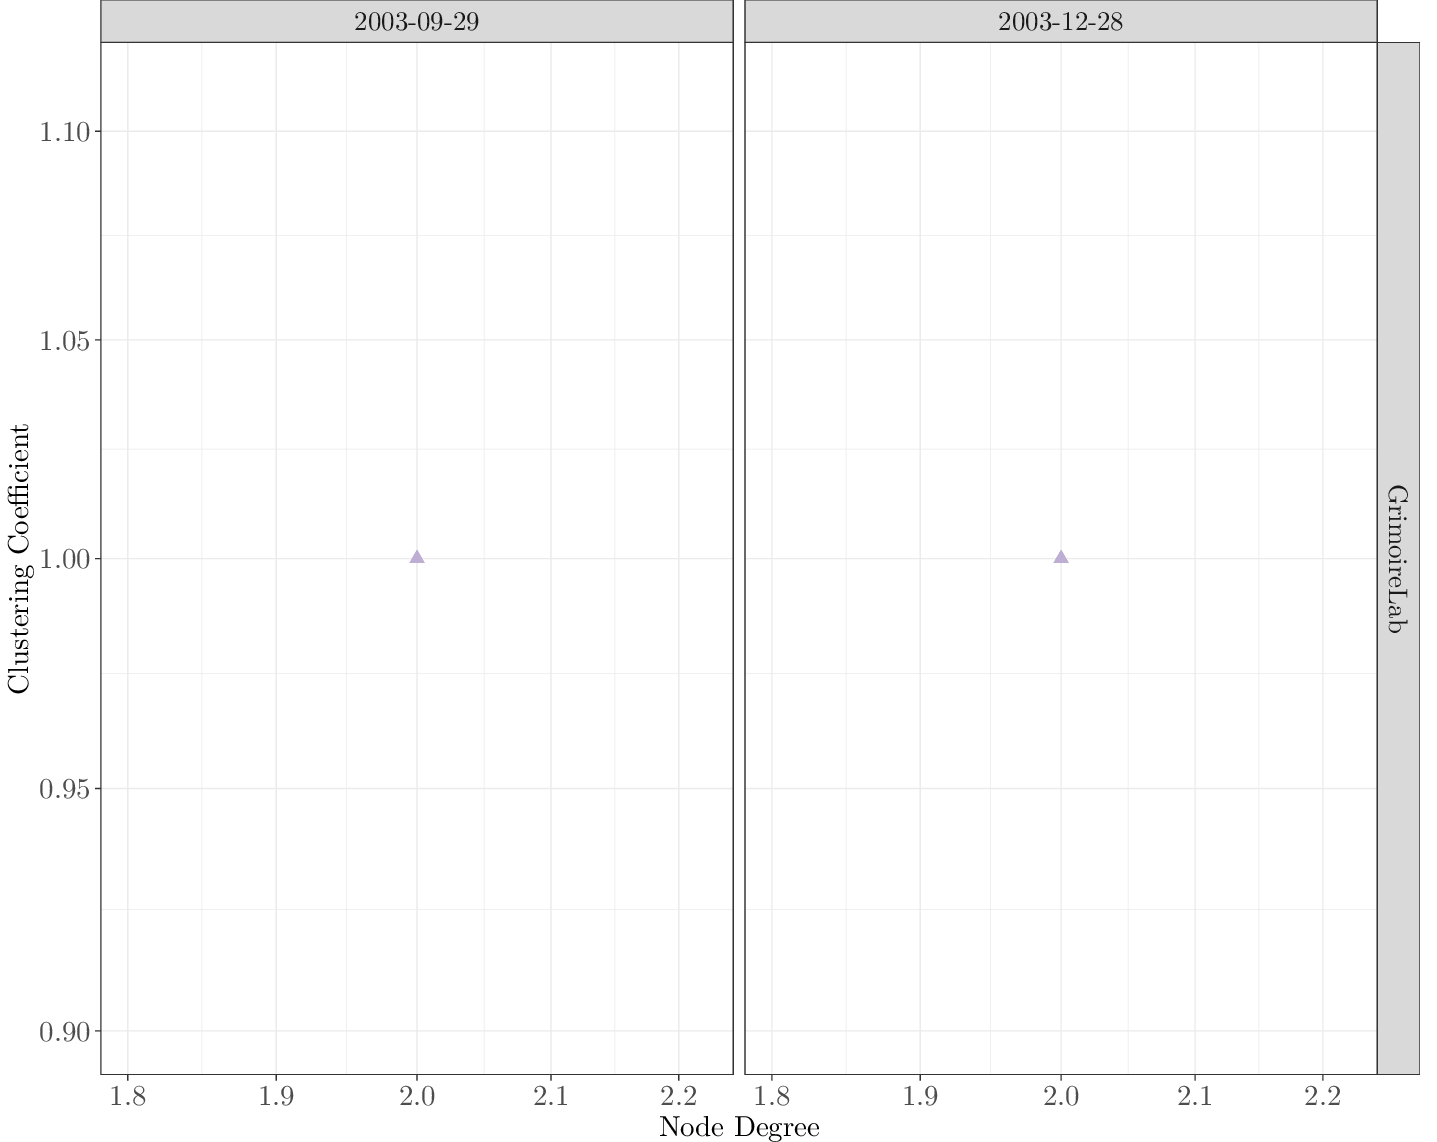 2003-09-29
2003-12-28
1.10
1.05
1.00
0.95
0.90
Clustering Coefficient
GrimoireLab
1.8 1.9 2.0 2.1 2.2
1.8 1.9 2.0 2.1 2.2
Node Degree